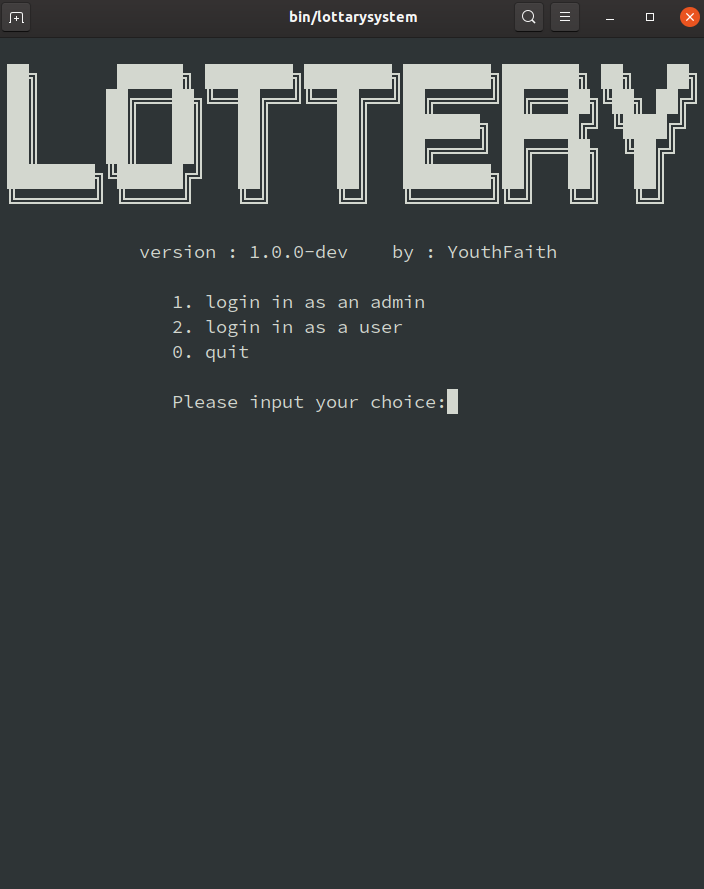 bin/lottarysystem
LOTTERY
version : 1.0.0-dev    by : YouthFaith
1. login in as an admin
2. login in as a user
0. quit
Please input your choice: